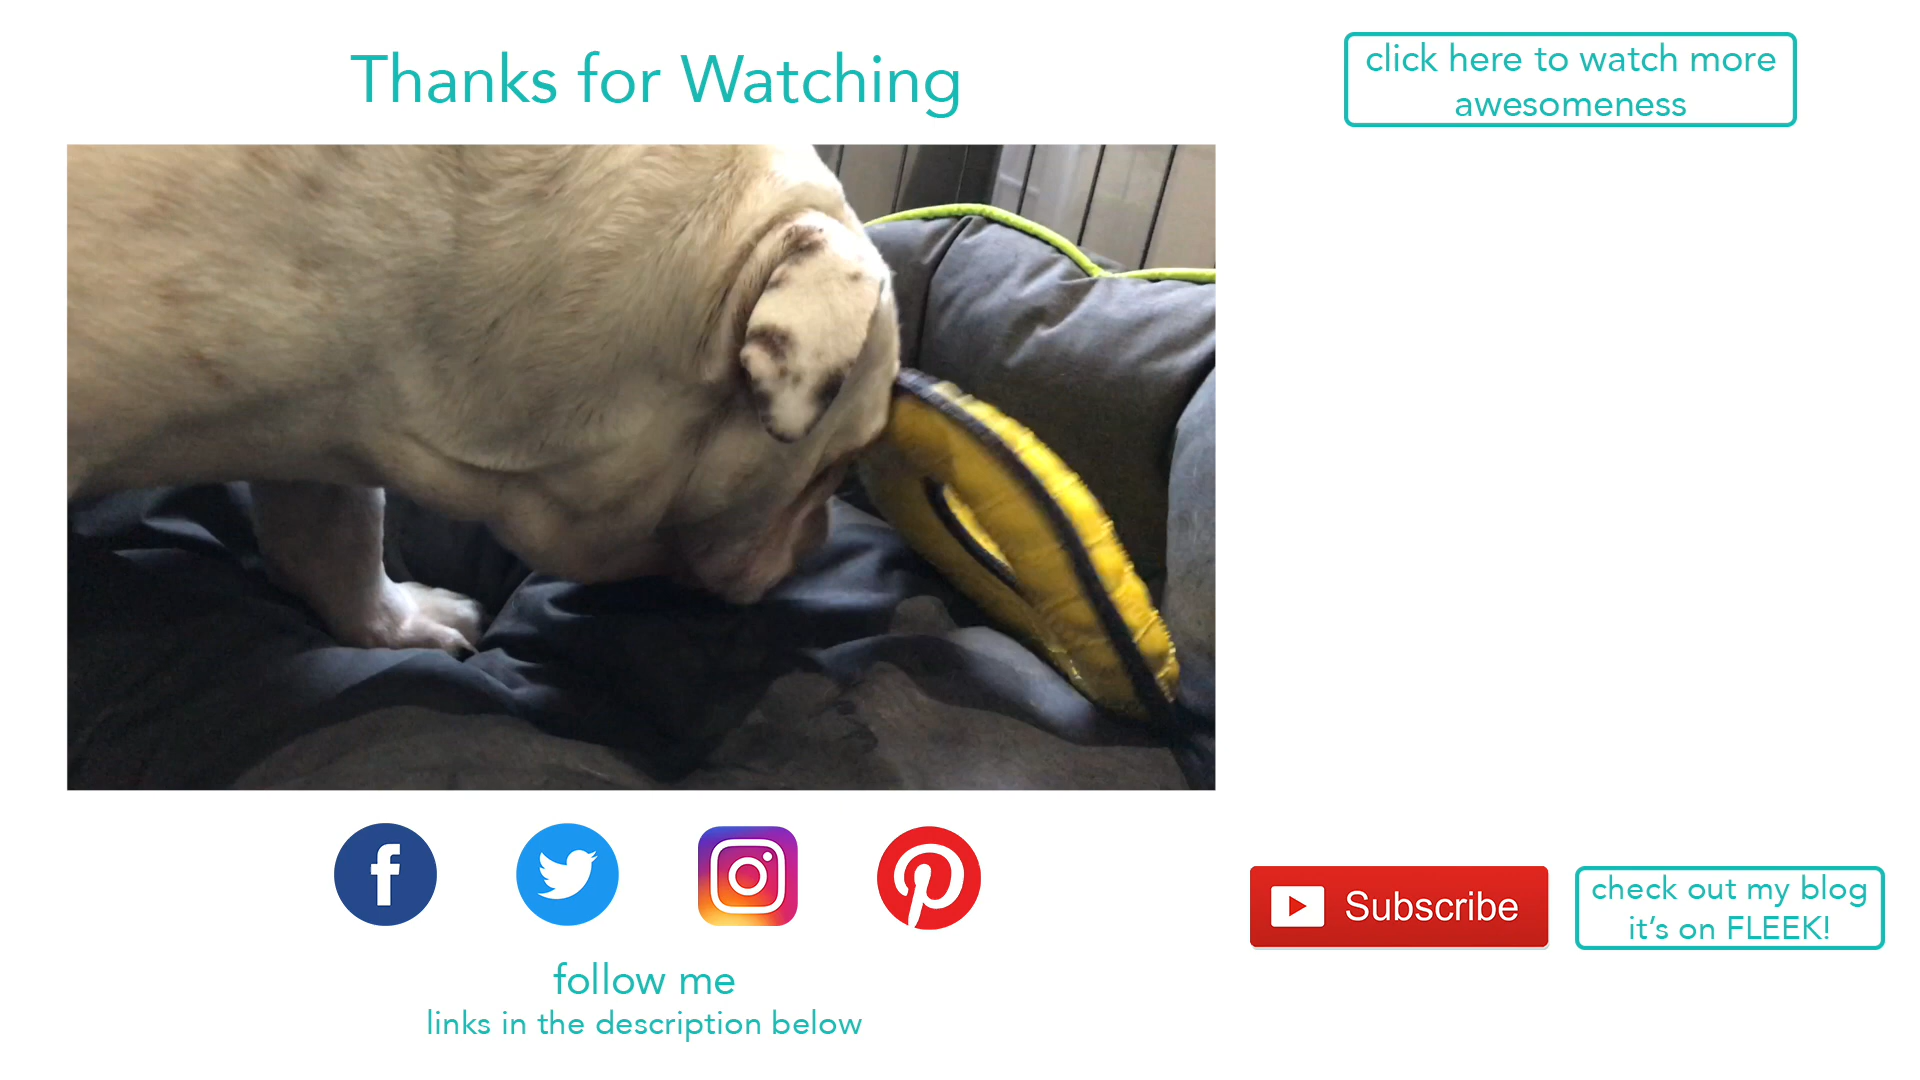 Thanks for Watching
click here to watch more
awesomeness
Subscribe
check out my blog
it's on FLEEK!
follow me
links in the description below